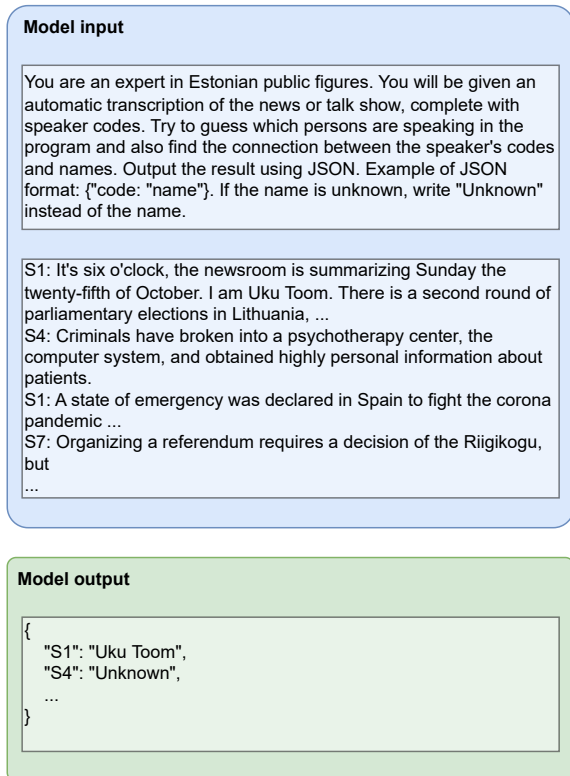 Model input
You are an expert in Estonian public figures. You will be given an
automatic transcription of the news or talk show, complete with
speaker codes. Try to guess which persons are speaking in the
program and also find the connection between the speaker's codes
and names. Output the result using JSON. Example of JSON
format: {"code: "name"}. If the name is unknown, write "Unknown"
instead of the name.
S1: It's six o'clock, the newsroom is summarizing Sunday the
twenty-fifth of October. I am Uku Toom. There is a second round of
parliamentary elections in Lithuania, ...
S4: Criminals have broken into a psychotherapy center, the
computer system, and obtained highly personal information about
patients.
S1: A state of emergency was declared in Spain to fight the corona
pandemic ...
S7: Organizing a referendum requires a decision of the Riigikogu,
but
...
Model output
{
"S1": "Uku Toom",
"S4": "Unknown",
...
}